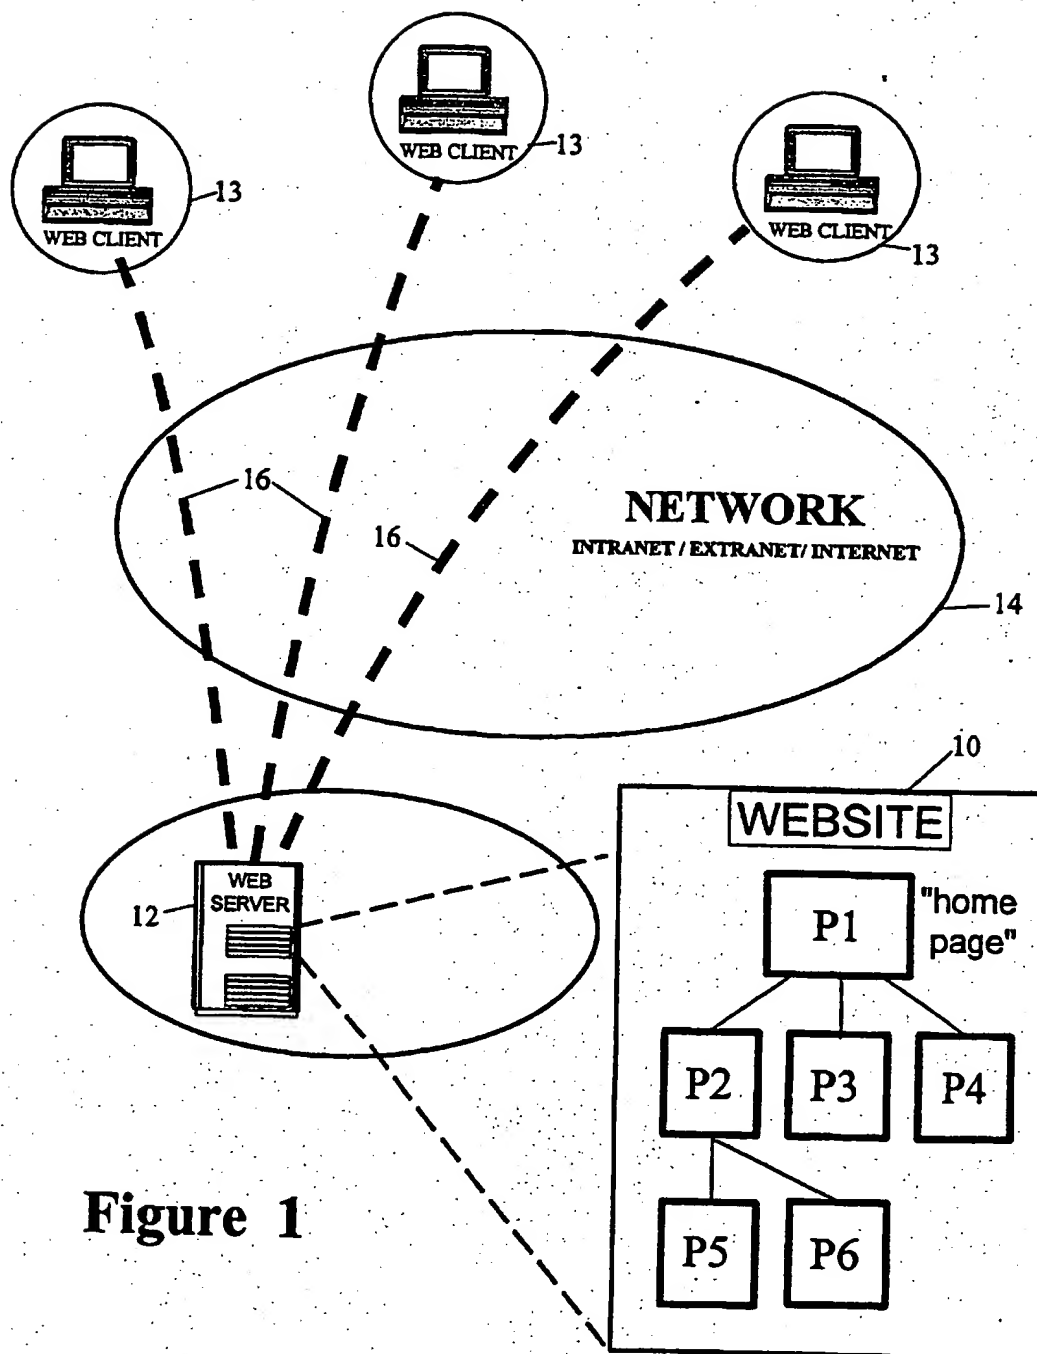 WEB CLIENT
13
WEB CLIENT
13
WEB CLIENT
13
16
16
NETWORK
INTRANET / EXTRANET/ INTERNET
14
10
WEBSITE
WEB
SERVER
12
P1
"home
page"
P2
P3
P4
P5
P6
Figure 1